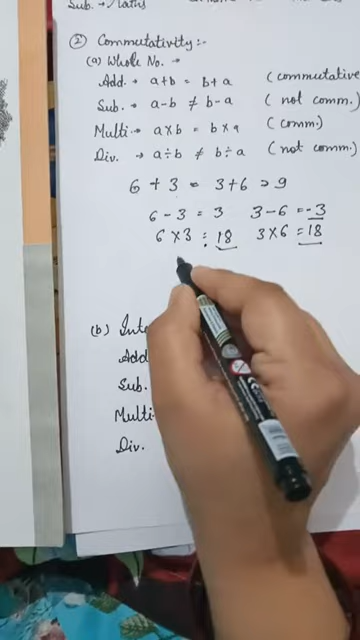 Sub. → Maths
② Commutativity:-
(a) Whole No. →
Add. → a+b = b+a (commutative
Sub. → a-b ≠ b-a (not comm.)
Multi → a×b = b×a (comm.)
Div. → a÷b ≠ b÷a (not comm.)
6 + 3 = 3+6 = 9
6 - 3 = 3 3-6 = -3
6 × 3 = 18 3×6 = 18
(b) Inte
Add
Sub.
Multi
Div.